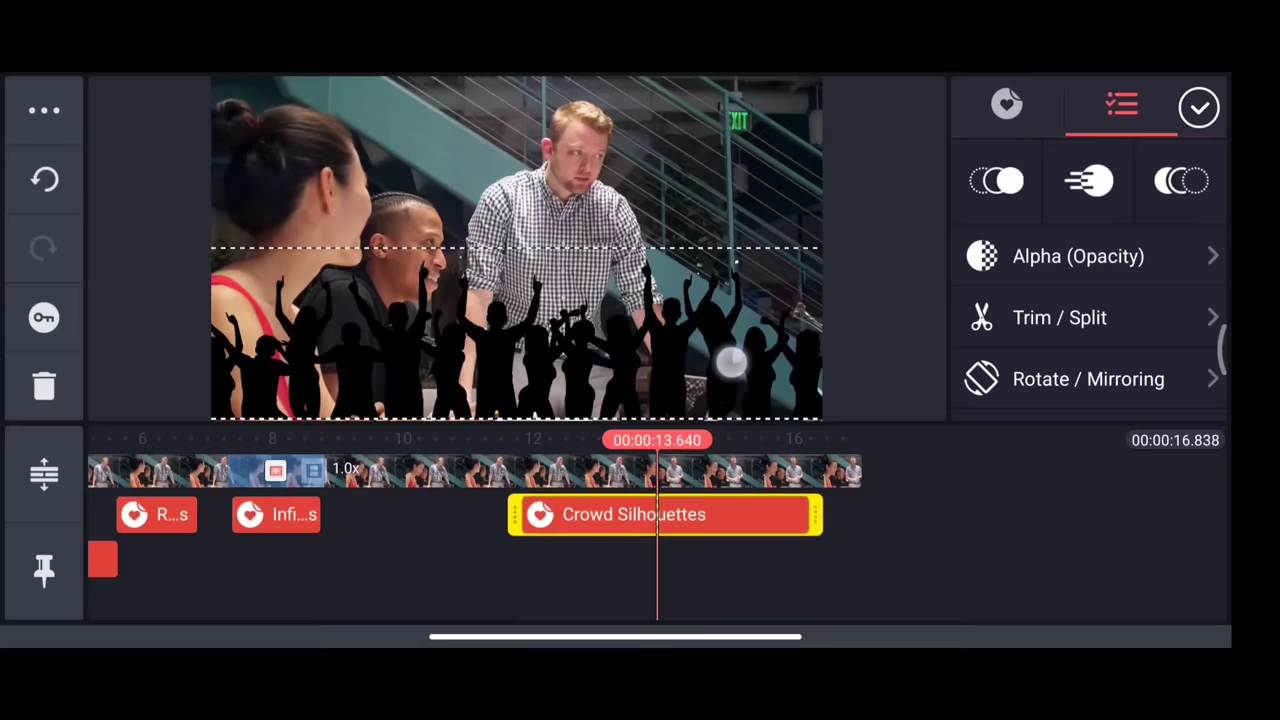 EXIT
Alpha (Opacity)
Trim / Split
Rotate / Mirroring
6
8
10
12
00:00:13.640
16
00:00:16.838
1.0x
R...s
Infi...s
Crowd Silhouettes